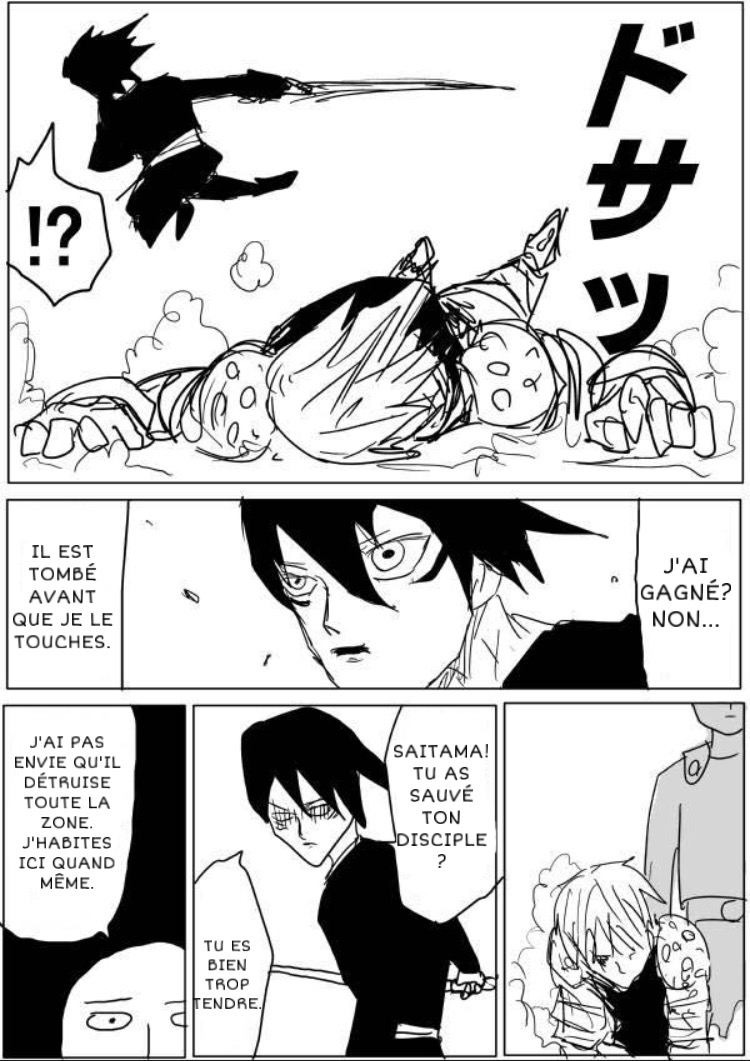 ドサッ
!?
J'AI
GAGNÉ?
NON...
IL EST
TOMBÉ
AVANT
QUE JE LE
TOUCHES.
SAITAMA!
TU AS
SAUVÉ
TON
DISCIPLE
?
TU ES
BIEN
TROP
TENDRE.
J'AI PAS
ENVIE QU'IL
DÉTRUISE
TOUTE LA
ZONE.
J'HABITES
ICI QUAND
MÊME.